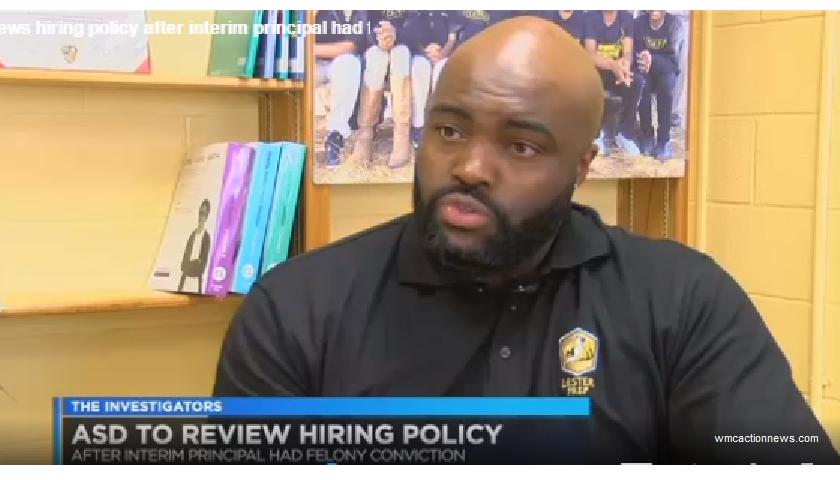 ews hiring policy after interim principal had 1
LESTER
PREP
THE INVESTIGATORS
ASD TO REVIEW HIRING POLICY
AFTER INTERIM PRINCIPAL HAD FELONY CONVICTION
wmcactionnews.com